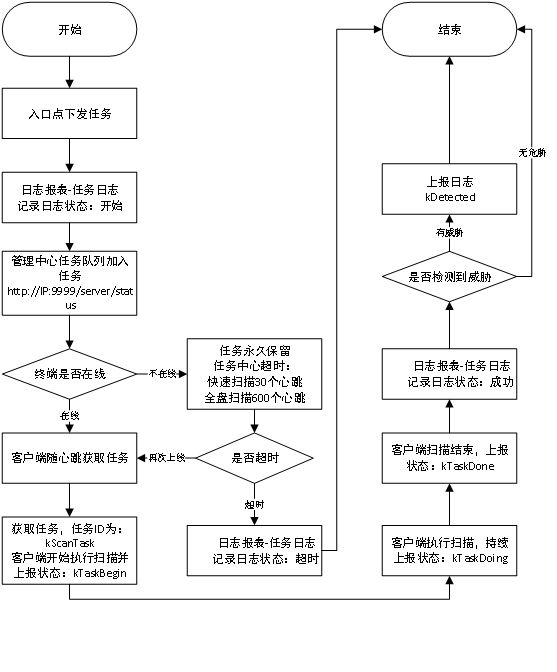 开始
入口点下发任务
日志报表-任务日志
记录日志状态：开始
管理中心任务队列加入
任务
http://IP:9999/server/stat
us
终端是否在线
不在线
在线
任务永久保留
任务中心超时：
快速扫描30个心跳
全盘扫描600个心跳
是否超时
再次上线
超时
客户端随心跳获取任务
日志报表-任务日志
记录日志状态：超时
获取任务，任务ID为：
kScanTask
客户端开始执行扫描并
上报状态：kTaskBegin
客户端执行扫描，持续
上报状态：kTaskDoing
客户端扫描结束，上报
状态：kTaskDone
日志报表-任务日志
记录日志状态：成功
是否检测到威胁
有威胁
无危胁
上报日志
kDetected
结束